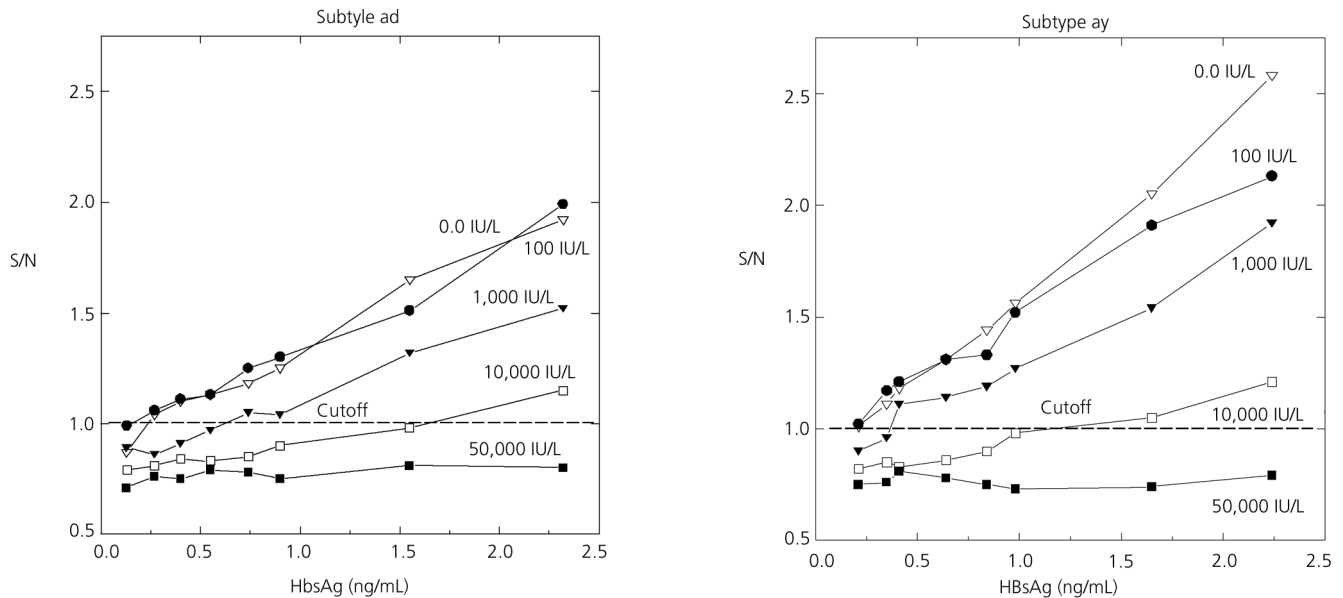 Subtyle ad
2.5
2.0
S/N
1.5
1.0
0.5
0.0 IU/L
100 IU/L
1,000 IU/L
10,000 IU/L
Cutoff
50,000 IU/L
0.0 0.5 1.0 1.5 2.0 2.5
HbsAg (ng/mL)
Subtype ay
2.5
2.0
S/N
1.5
1.0
0.5
0.0 IU/L
100 IU/L
1,000 IU/L
Cutoff
10,000 IU/L
50,000 IU/L
0.0 0.5 1.0 1.5 2.0 2.5
HBsAg (ng/mL)